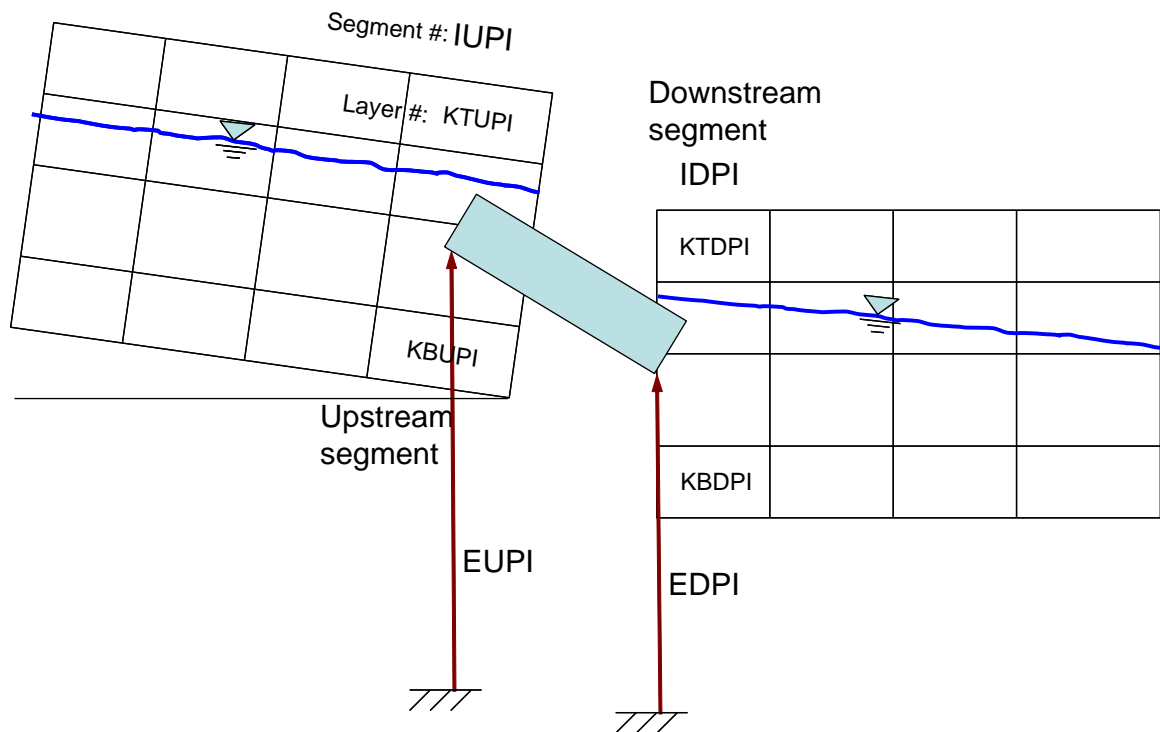 Segment #: IUPI
Layer #: KTUPI
Downstream
segment
IDPI
KTDPI
KBUPI
Upstream
segment
KBDPI
EUPI
EDPI